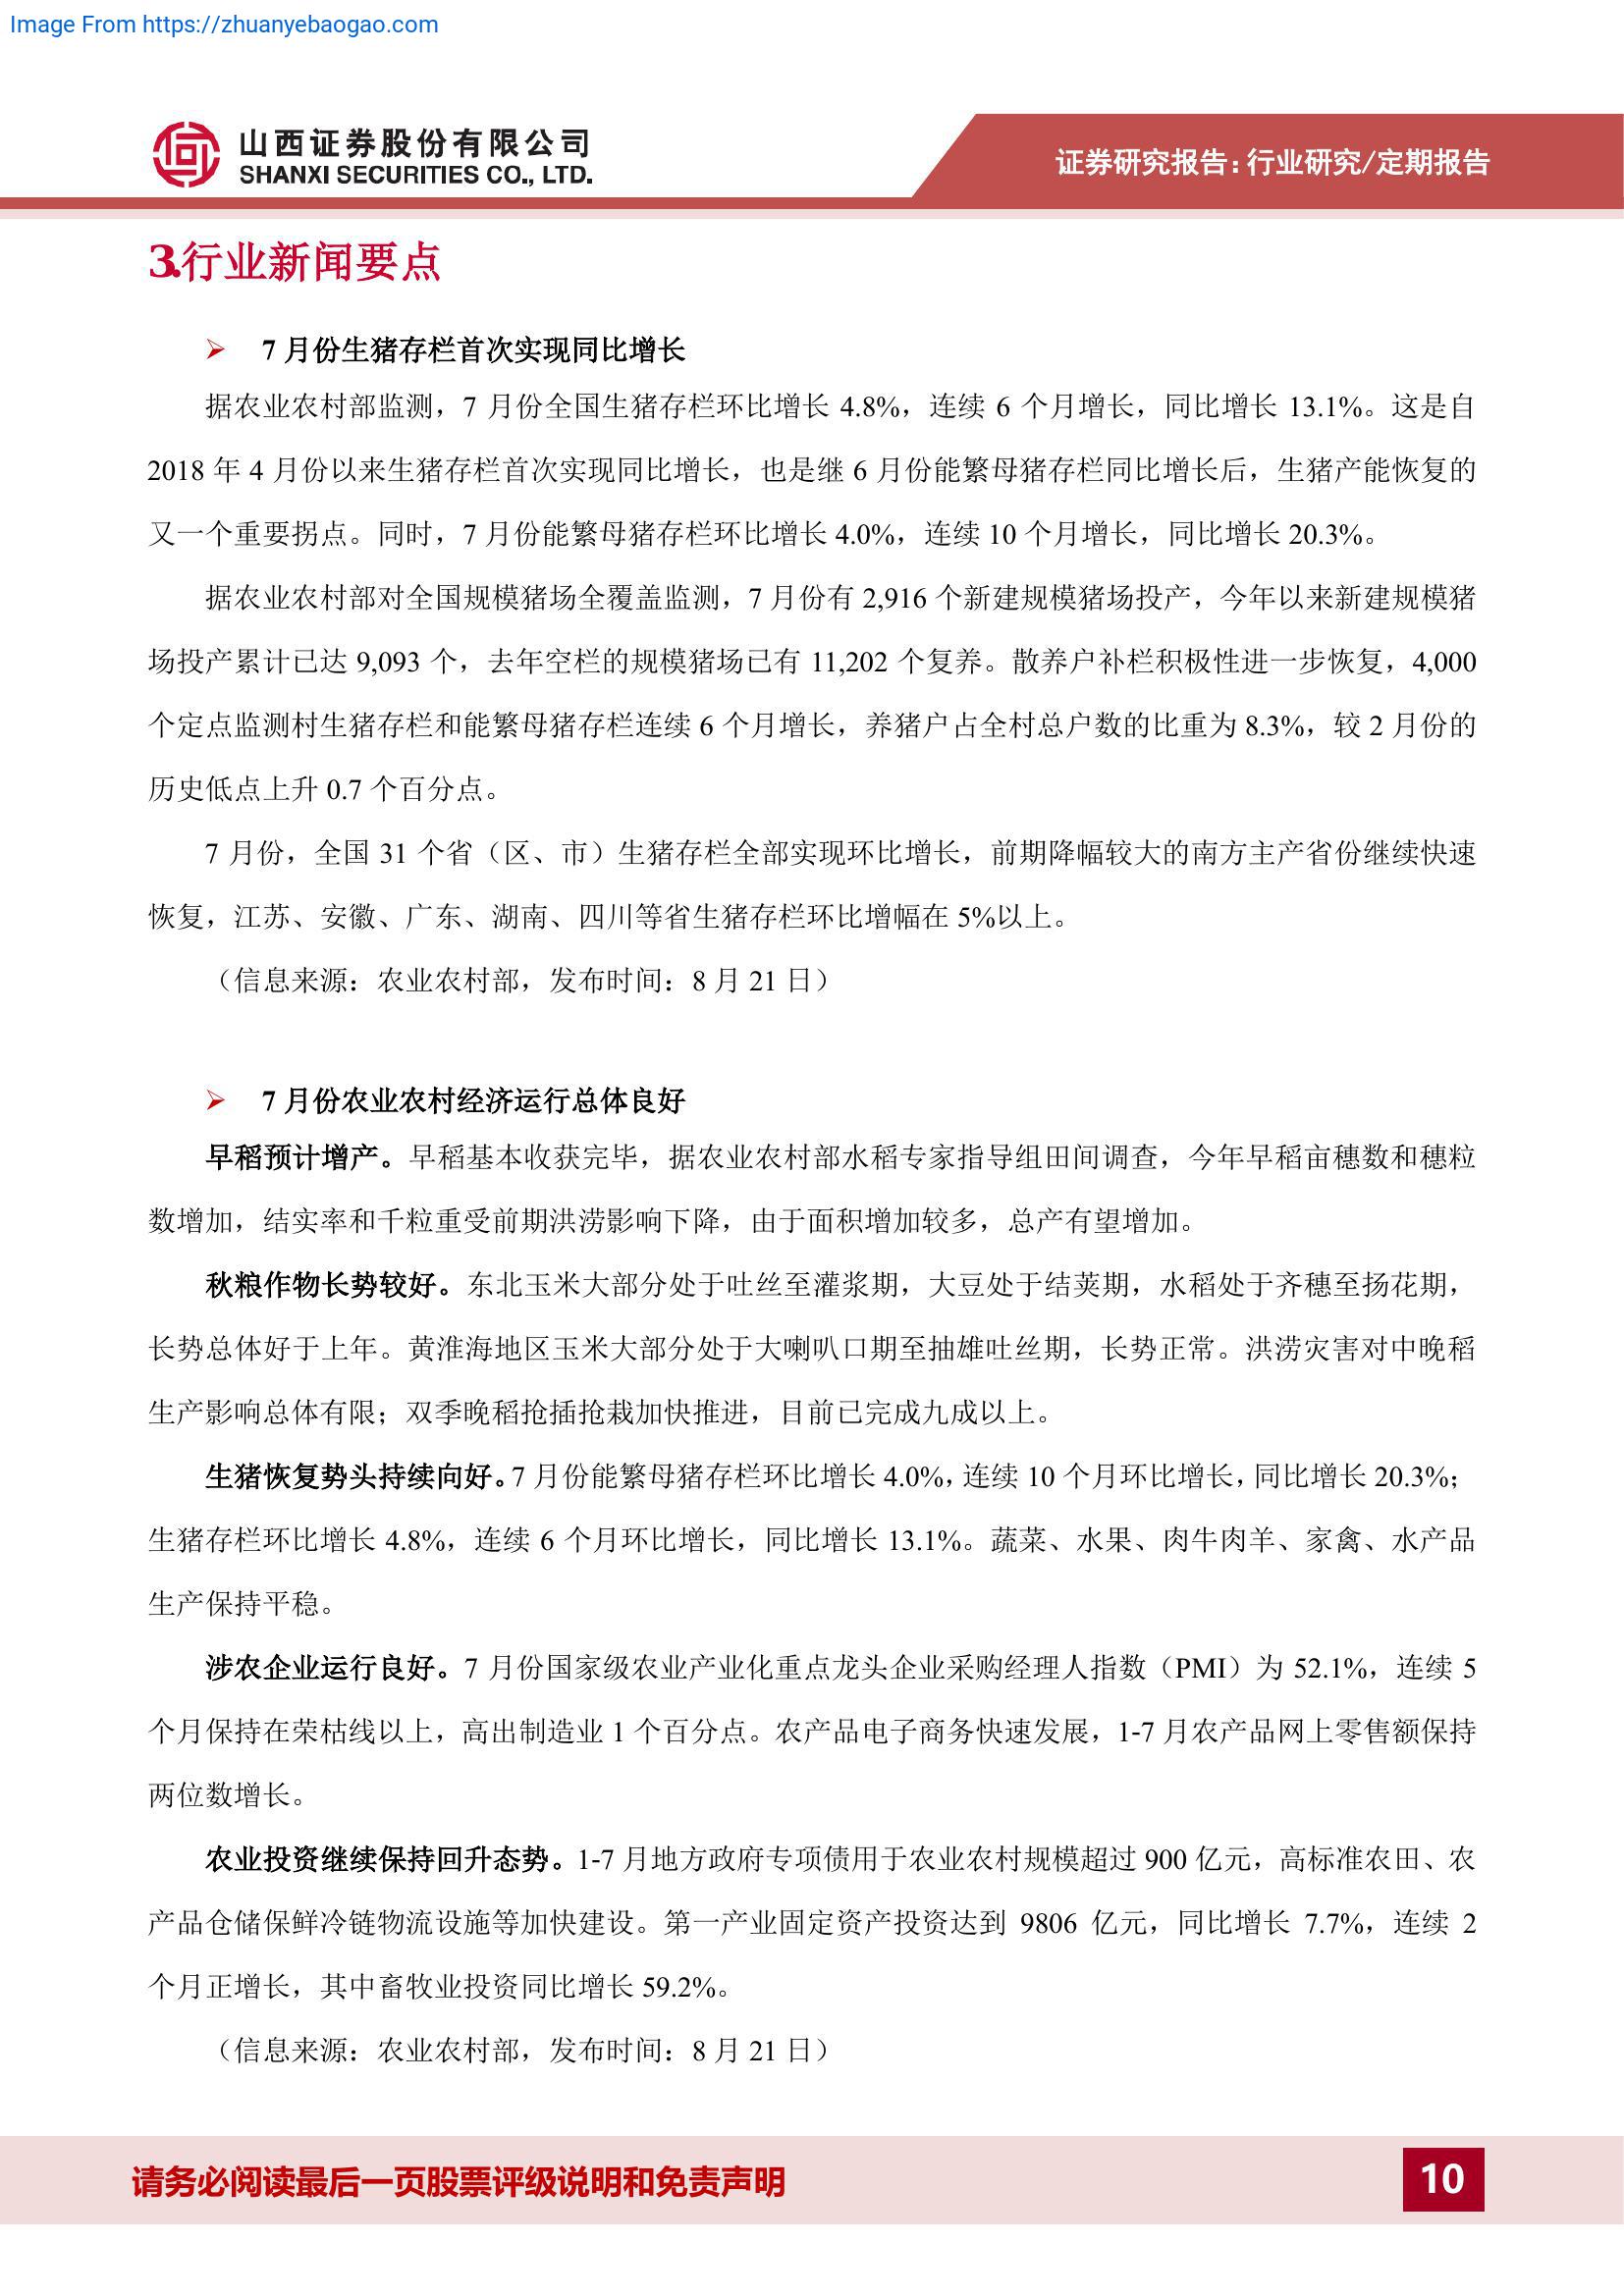 Image From https://zhuanyebaogao.com
山西证券股份有限公司
SHANXI SECURITIES CO., LTD.
证券研究报告：行业研究/定期报告
3.行业新闻要点
➢ 7 月份生猪存栏首次实现同比增长
据农业农村部监测，7 月份全国生猪存栏环比增长 4.8%，连续 6 个月增长，同比增长 13.1%。这是自
2018 年 4 月份以来生猪存栏首次实现同比增长，也是继 6 月份能繁母猪存栏同比增长后，生猪产能恢复的
又一个重要拐点。同时，7 月份能繁母猪存栏环比增长 4.0%，连续 10 个月增长，同比增长 20.3%。
据农业农村部对全国规模猪场全覆盖监测，7 月份有 2,916 个新建规模猪场投产，今年以来新建规模猪
场投产累计已达 9,093 个，去年空栏的规模猪场已有 11,202 个复养。散养户补栏积极性进一步恢复，4,000
个定点监测村生猪存栏和能繁母猪存栏连续 6 个月增长，养猪户占全村总户数的比重为 8.3%，较 2 月份的
历史低点上升 0.7 个百分点。
7 月份，全国 31 个省（区、市）生猪存栏全部实现环比增长，前期降幅较大的南方主产省份继续快速
恢复，江苏、安徽、广东、湖南、四川等省生猪存栏环比增幅在 5%以上。
（信息来源：农业农村部，发布时间：8 月 21 日）
➢ 7 月份农业农村经济运行总体良好
早稻预计增产。早稻基本收获完毕，据农业农村部水稻专家指导组田间调查，今年早稻亩穗数和穗粒
数增加，结实率和千粒重受前期洪涝影响下降，由于面积增加较多，总产有望增加。
秋粮作物长势较好。东北玉米大部分处于吐丝至灌浆期，大豆处于结荚期，水稻处于齐穗至扬花期，
长势总体好于上年。黄淮海地区玉米大部分处于大喇叭口期至抽雄吐丝期，长势正常。洪涝灾害对中晚稻
生产影响总体有限；双季晚稻抢插抢栽加快推进，目前已完成九成以上。
生猪恢复势头持续向好。7 月份能繁母猪存栏环比增长 4.0%，连续 10 个月环比增长，同比增长 20.3%；
生猪存栏环比增长 4.8%，连续 6 个月环比增长，同比增长 13.1%。蔬菜、水果、肉牛肉羊、家禽、水产品
生产保持平稳。
涉农企业运行良好。7 月份国家级农业产业化重点龙头企业采购经理人指数（PMI）为 52.1%，连续 5
个月保持在荣枯线以上，高出制造业 1 个百分点。农产品电子商务快速发展，1-7 月农产品网上零售额保持
两位数增长。
农业投资继续保持回升态势。1-7 月地方政府专项债用于农业农村规模超过 900 亿元，高标准农田、农
产品仓储保鲜冷链物流设施等加快建设。第一产业固定资产投资达到 9806 亿元，同比增长 7.7%，连续 2
个月正增长，其中畜牧业投资同比增长 59.2%。
（信息来源：农业农村部，发布时间：8 月 21 日）
请务必阅读最后一页股票评级说明和免责声明
10